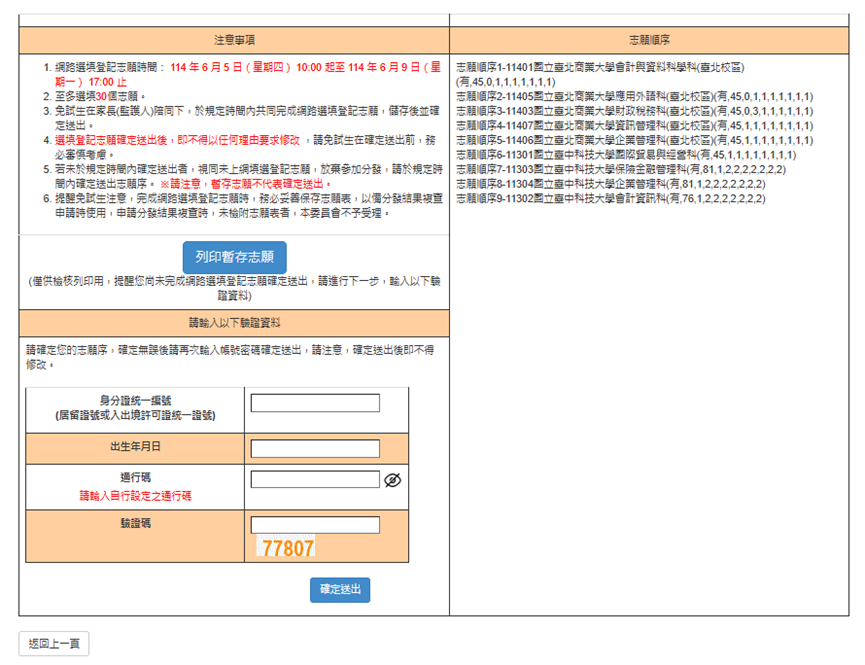 注意事項
1. 網路選填登記志願時間： 114 年 6 月 5 日 ( 星期四 ) 10:00 起至 114 年 6 月 9 日 ( 星
期一 ) 17:00 止
2. 至多選填30個志願。
3. 免試生在家長(監護人)陪同下，於規定時間內共同完成網路選填登記志願，儲存後並確
定送出。
4. 選填登記志願確定送出後，即不得以任何理由要求修改 ，請免試生在確定送出前，務
必審慎考慮。
5. 若未於規定時間內確定送出者，視同未上網填選登記志願，放棄參加分發，請於規定時
間內確定送出志願序。 ※請注意，暫存志願不代表確定送出。
6. 提醒免試生注意，完成網路選填登記志願時，務必妥善保存志願表，以備分發結果複查
申請時使用，申請分發結果複查時，未檢附志願表者，本委員會不予受理。
列印暫存志願
(僅供檢核列印用，提醒您尚未完成網路選填登記志願確定送出，請進行下一步，輸入以下驗
證資料)
請輸入以下驗證資料
請確定您的志願序，確定無誤後請再次輸入帳號密碼確定送出，請注意，確定送出後即不得
修改。
身分證統一編號
(居留證號或入出境許可證統一證號)
出生年月日
通行碼
請輸入自行設定之通行碼
驗證碼
77807
確定送出
志願順序
志願順序1-11401國立臺北商業大學會計與資料科學科(臺北校區)
(有,45,0,1,1,1,1,1,1,1)
志願順序2-11405國立臺北商業大學應用外語科(臺北校區)(有,45,0,1,1,1,1,1,1,1)
志願順序3-11403國立臺北商業大學財政稅務科(臺北校區)(有,45,0,3,1,1,1,1,1,1)
志願順序4-11407國立臺北商業大學資訊管理科(臺北校區)(有,45,1,1,1,1,1,1,1,1)
志願順序5-11406國立臺北商業大學企業管理科(臺北校區)(有,45,1,1,1,1,1,1,1,1)
志願順序6-11301國立臺中科技大學國際貿易與經營科(有,45,1,1,1,1,1,1,1,1)
志願順序7-11303國立臺中科技大學保險金融管理科(有,81,1,2,2,2,2,2,2,2)
志願順序8-11304國立臺中科技大學企業管理科(有,81,1,2,2,2,2,2,2,2)
志願順序9-11302國立臺中科技大學會計資訊科(有,76,1,2,2,2,2,2,2,2)
返回上一頁